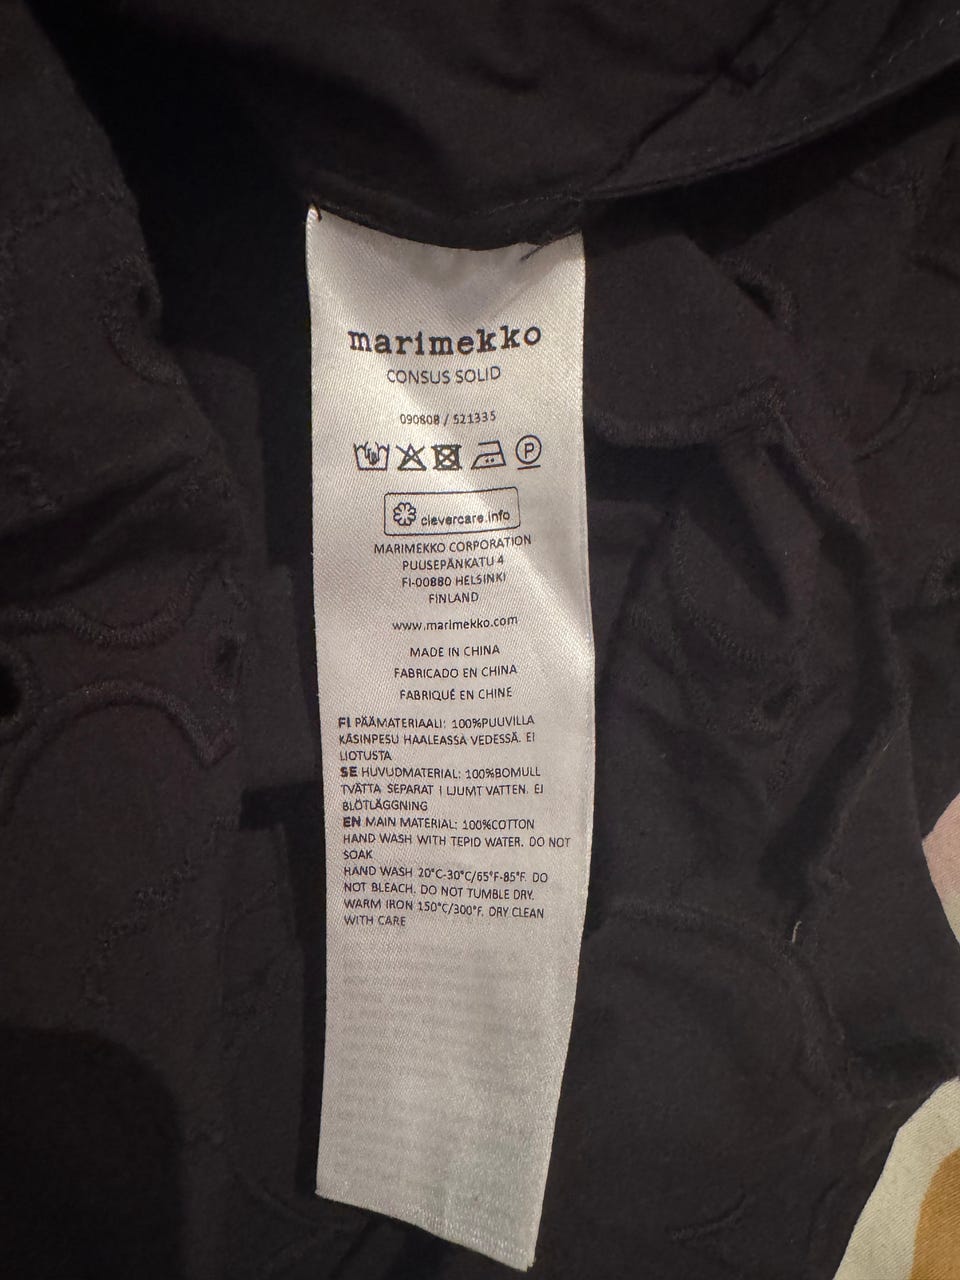 marimekko
CONSUS SOLID
090808 / 521335
P
clevercare.info
MARIMEKKO CORPORATION
PUUSEPÄNKATU 4
FI-00880 HELSINKI
FINLAND
www.marimekko.com
MADE IN CHINA
FABRICADO EN CHINA
FABRIQUÉ EN CHINE
FI PÄÄMATERIAALI: 100%PUUVILLA
KÄSINPESU HAALEASSA VEDESSÄ. EI
LIOTUSTA
SE HUVUDMATERIAL: 100%BOMULL
TVÄTTA SEPARAT I LJUMT VATTEN. EJ
BLÖTLÄGGNING
EN MAIN MATERIAL: 100%COTTON
HAND WASH WITH TEPID WATER. DO NOT
SOAK
HAND WASH 20°C-30°C/65°F-85°F. DO
NOT BLEACH. DO NOT TUMBLE DRY.
WARM IRON 150°C/300°F. DRY CLEAN
WITH CARE